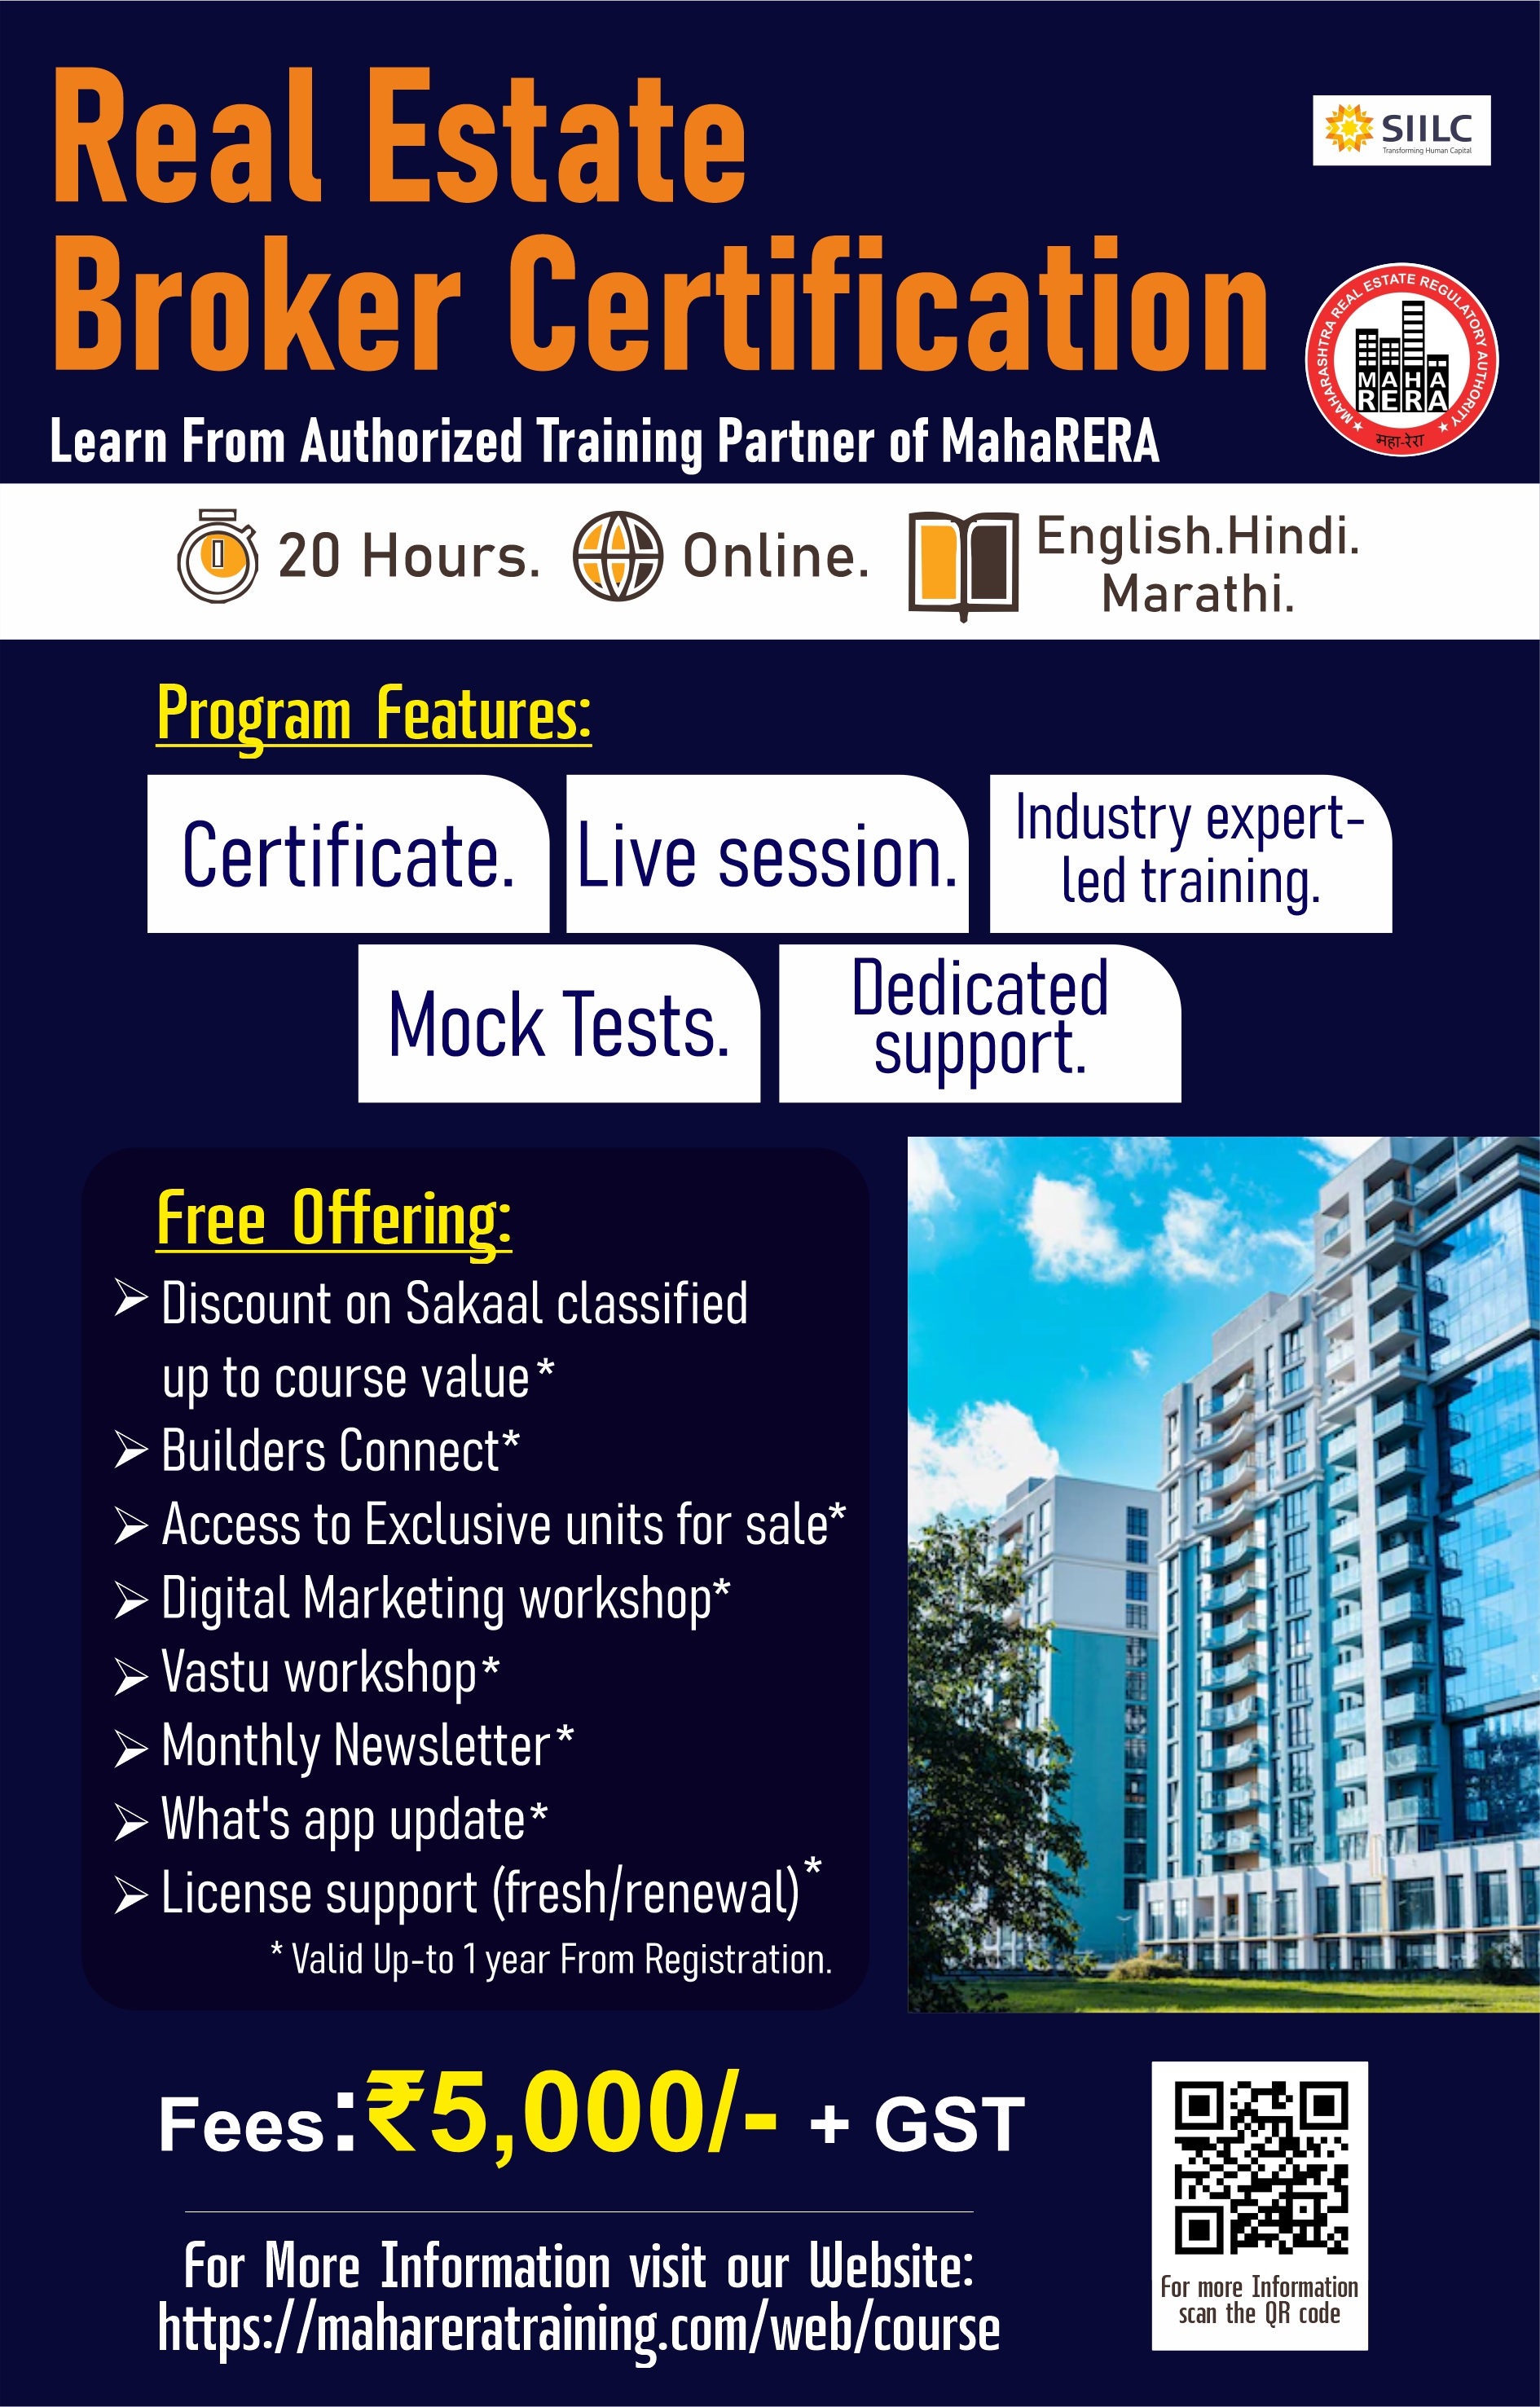 Real Estate
Broker Certification
SIILC
Transforming Human Capital
MAHARASHTRA REAL ESTATE REGULATORY AUTHORITY
MAHA
RERA
महा-रेरा
Learn From Authorized Training Partner of MahaRERA
20 Hours.
Online.
English.Hindi.
Marathi.
Program Features:
Certificate.
Live session.
Industry expert-
led training.
Mock Tests.
Dedicated
support.
Free Offering:
Discount on Sakaal classified
up to course value*
Builders Connect*
Access to Exclusive units for sale*
Digital Marketing workshop*
Vastu workshop*
Monthly Newsletter*
What's app update*
License support (fresh/renewal)*
* Valid Up-to 1 year From Registration.
Fees:₹5,000/- + GST
For More Information visit our Website:
https://mahareratraining.com/web/course
For more Information
scan the QR code